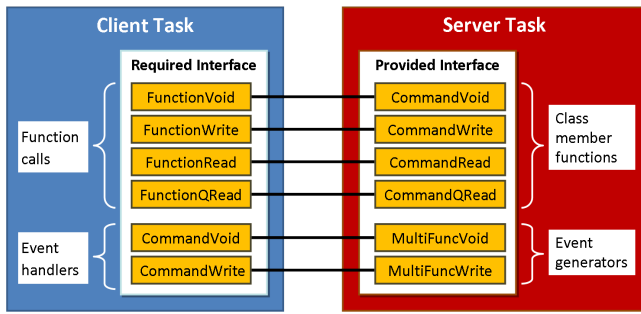 Client Task
Server Task
Required Interface
Provided Interface
FunctionVoid
CommandVoid
FunctionWrite
CommandWrite
FunctionRead
CommandRead
FunctionQRead
CommandQRead
Function
calls
Class
member
functions
CommandVoid
MultiFuncVoid
CommandWrite
MultiFuncWrite
Event
handlers
Event
generators